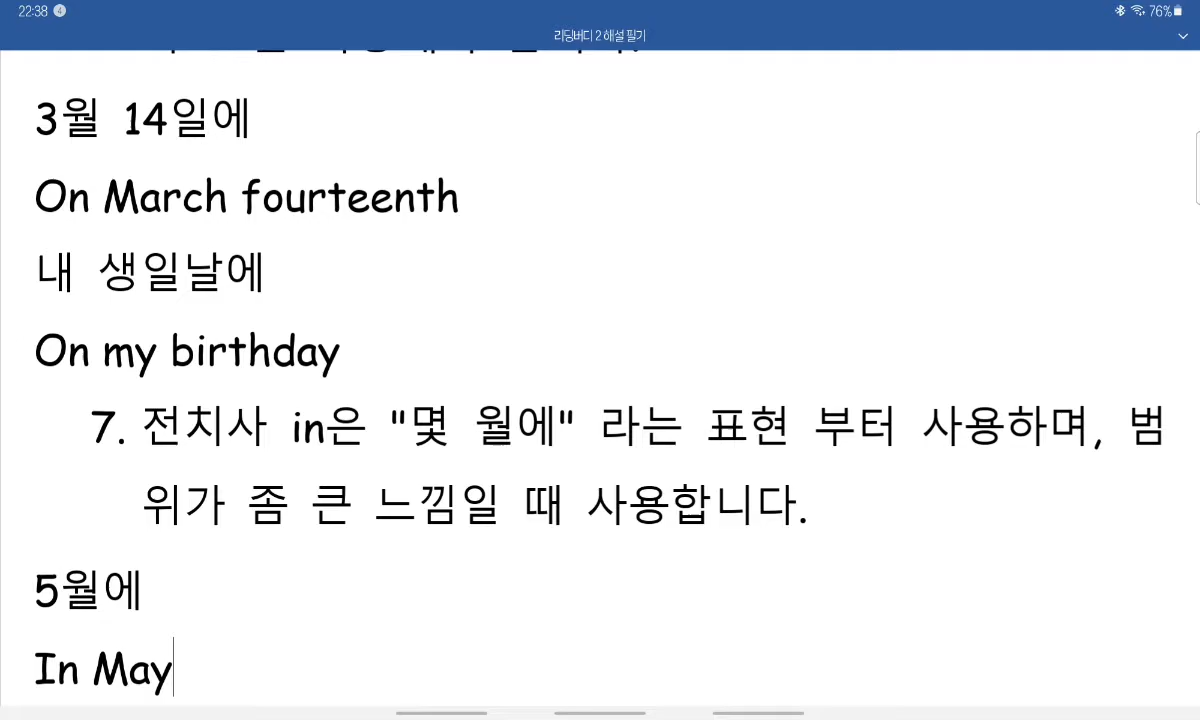 22:38 4 76%
리딩버디 2 해설 필기
3월 14일에
On March fourteenth
내 생일날에
On my birthday
7. 전치사 in은 "몇 월에" 라는 표현 부터 사용하며, 범
위가 좀 큰 느낌일 때 사용합니다.
5월에
In May